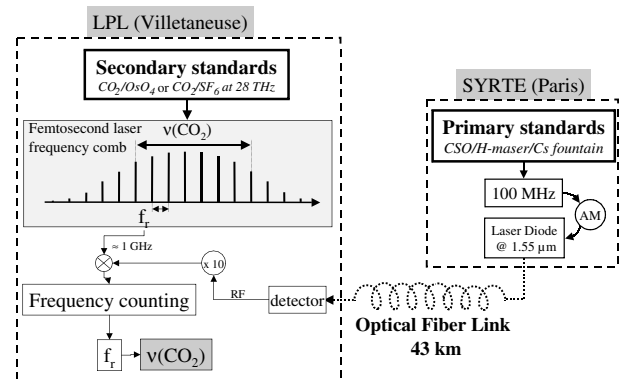 LPL (Villetaneuse)
Secondary standards
CO2/OsO4 or CO2/SF6 at 28 THz
Femtosecond laser
frequency comb
ν(CO2)
fr
≈ 1 GHz
x 10
RF
detector
Frequency counting
fr
ν(CO2)
SYRTE (Paris)
Primary standards
CSO/H-maser/Cs fountain
100 MHz
AM
Laser Diode
@ 1.55 µm
Optical Fiber Link
43 km